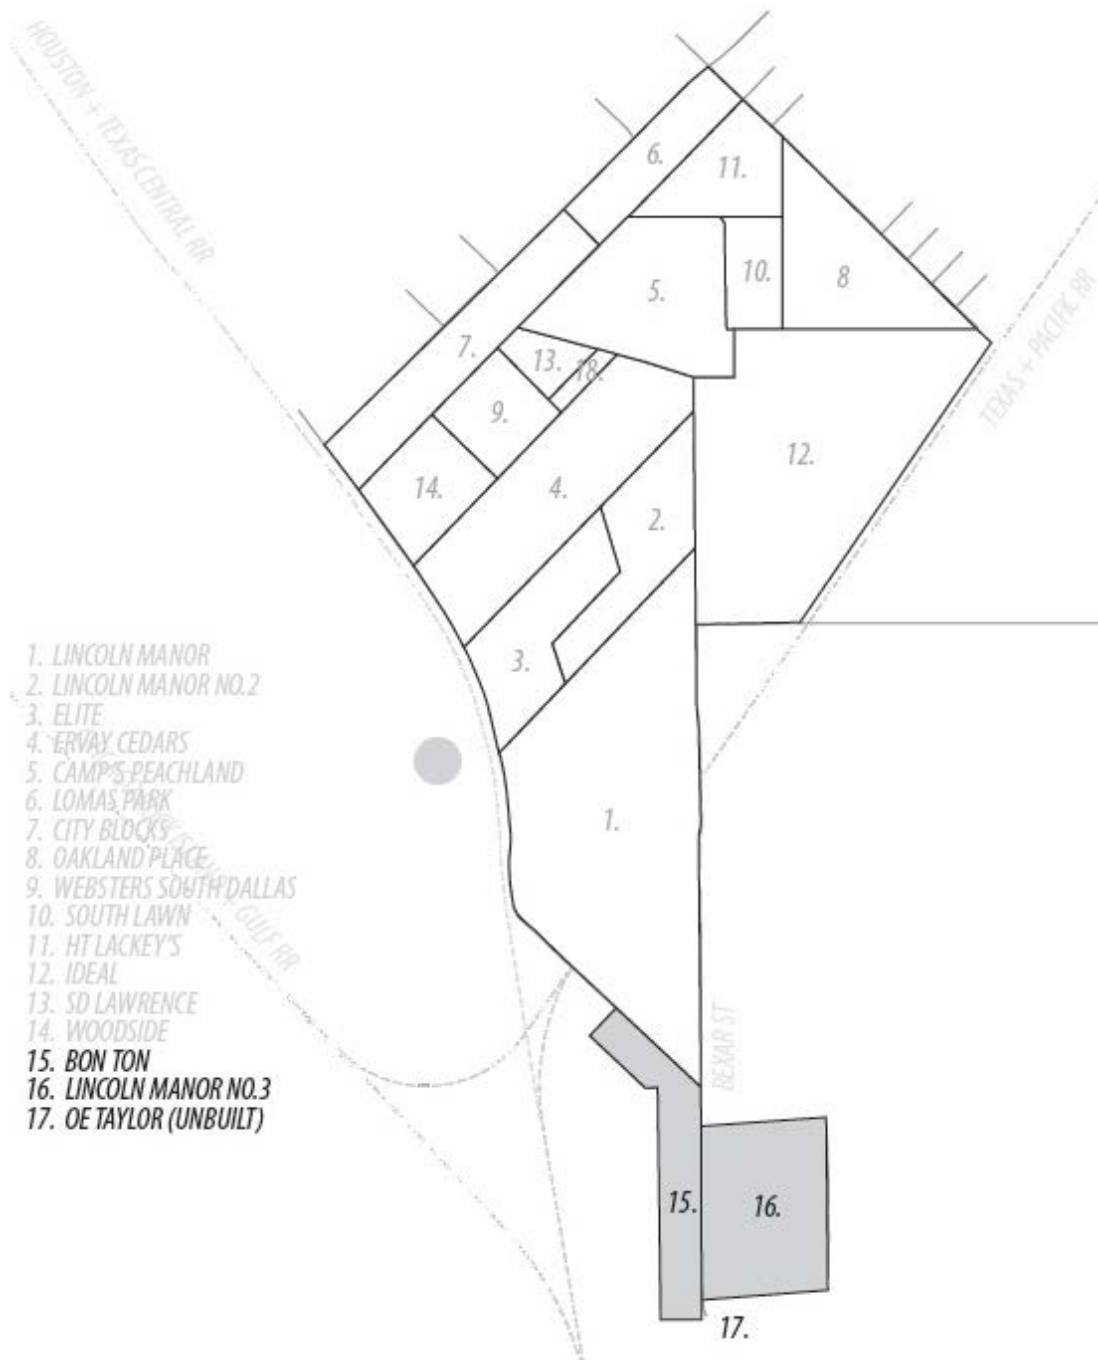 HOUSTON + TEXAS CENTRAL RR
6.
11.
10.
8
5.
TEXAS + PACIFIC RR
7.
13.
18.
9.
12.
14.
4.
2.
3.
1. LINCOLN MANOR
2. LINCOLN MANOR NO.2
3. ELITE
4. ERVAY CEDARS
5. CAMP'S PEACHLAND
6. LOMAS PARK
7. CITY BLOCKS
8. OAKLAND PLACE
9. WEBSTERS SOUTH DALLAS
10. SOUTH LAWN
11. HT LACKEY'S
12. IDEAL
13. SD LAWRENCE
14. WOODSIDE
15. BON TON
16. LINCOLN MANOR NO.3
17. OE TAYLOR (UNBUILT)
GULF RR
1.
BEXAR ST
15.
16.
17.